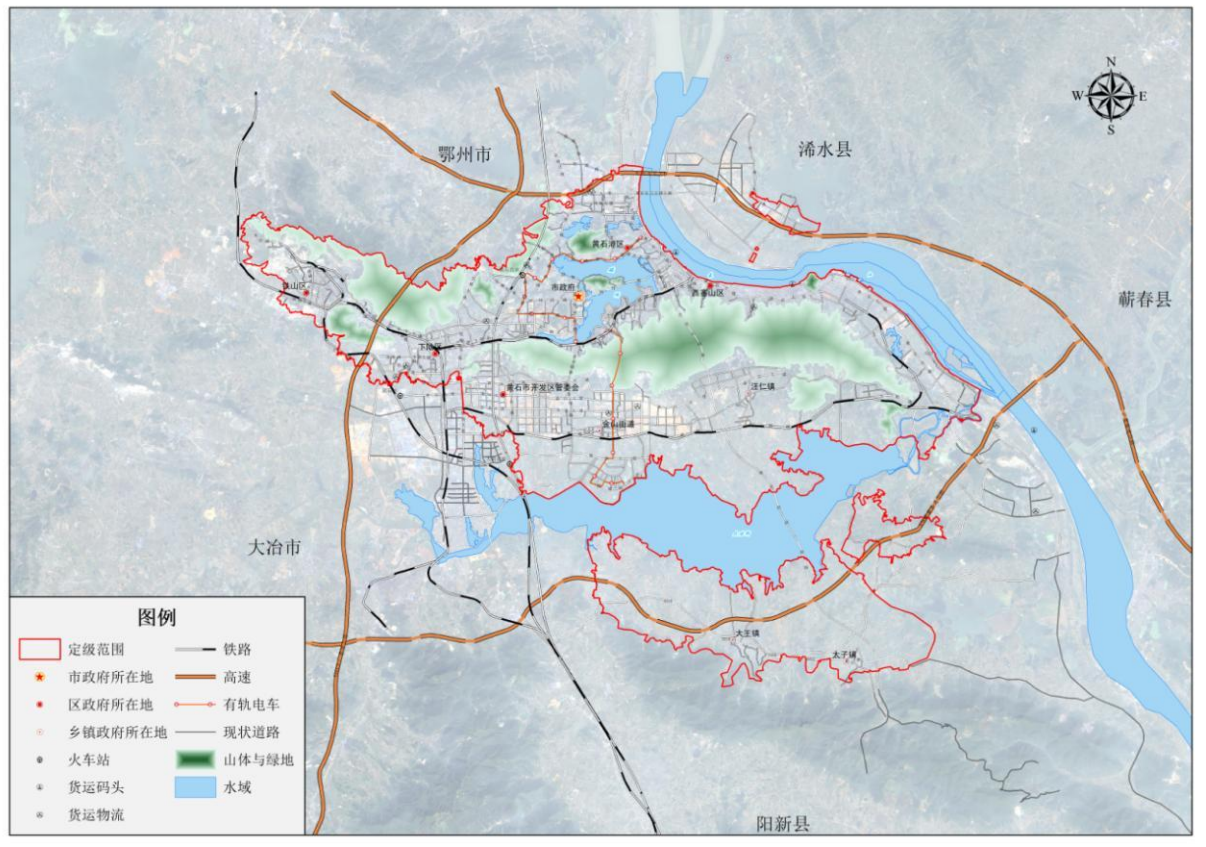 N
W E
S
鄂州市
浠水县
黄石港区
市政府
西塞山区
蕲春县
铁山区
下陆区
黄石市开发区管委会
汪仁镇
金山街道
大冶市
大王镇
太子镇
阳新县
图例
定级范围 铁路
市政府所在地 高速
区政府所在地 有轨电车
乡镇政府所在地 现状道路
火车站 山体与绿地
货运码头 水域
货运物流